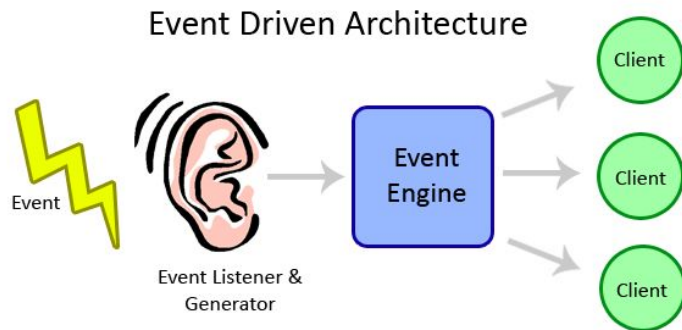 Event Driven Architecture
Client
Event
Event Listener &
Generator
Event
Engine
Client
Client